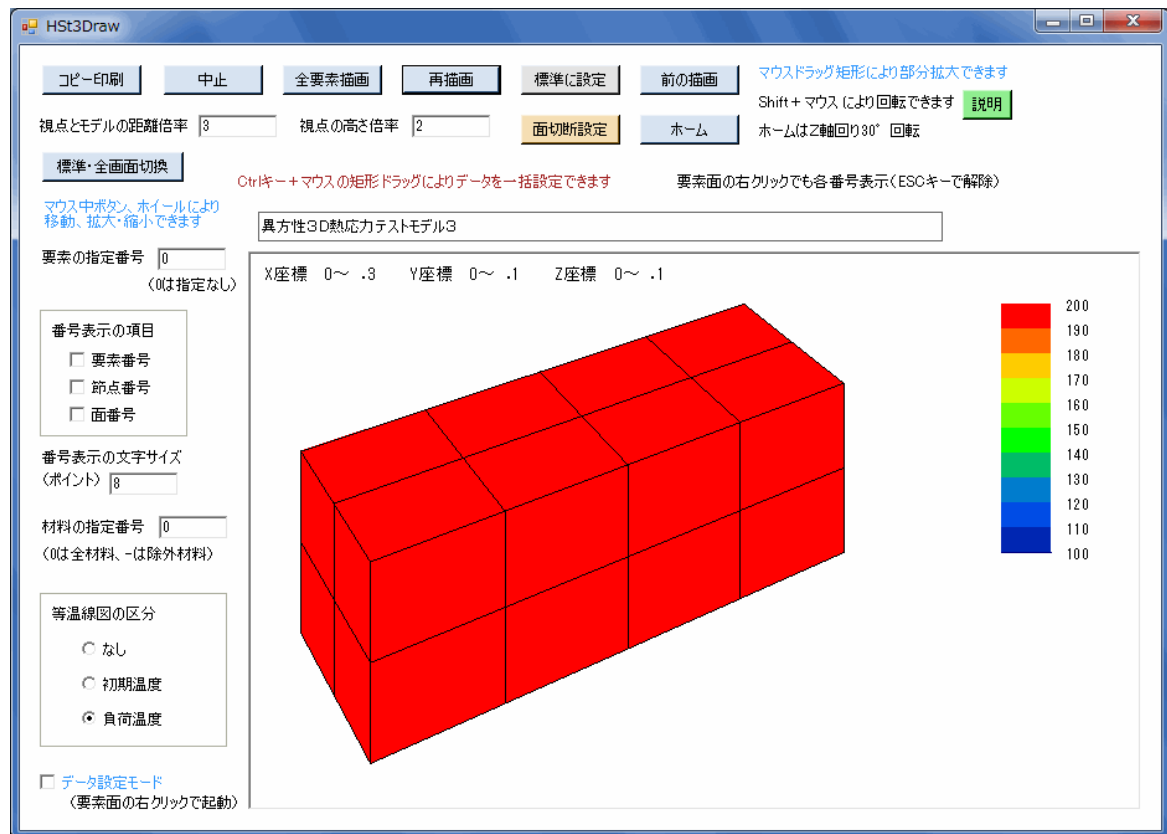 HSt3Draw
コピー印刷 中止 全要素描画 再描画 標準に設定 前の描画
マウスドラッグ矩形により部分拡大できます
Shift+マウスにより回転できます 説明
視点とモデルの距離倍率 3 視点の高さ倍率 2 面切断設定 ホーム ホームはZ軸回り30°回転
標準・全画面切換
Ctrlキー+マウスの矩形ドラッグによりデータを一括設定できます 要素面の右クリックでも各番号表示(ESCキーで解除)
マウス中ボタン、ホイールにより
移動、拡大・縮小できます
異方性3D熱応力テストモデル3
要素の指定番号 0
(0は指定なし)
X座標 0~ .3 Y座標 0~ .1 Z座標 0~ .1
番号表示の項目
要素番号
節点番号
面番号
番号表示の文字サイズ
(ポイント) 8
材料の指定番号 0
(0は全材料、-は除外材料)
等温線図の区分
なし
初期温度
負荷温度
データ設定モード
(要素面の右クリックで起動)
200
190
180
170
160
150
140
130
120
110
100